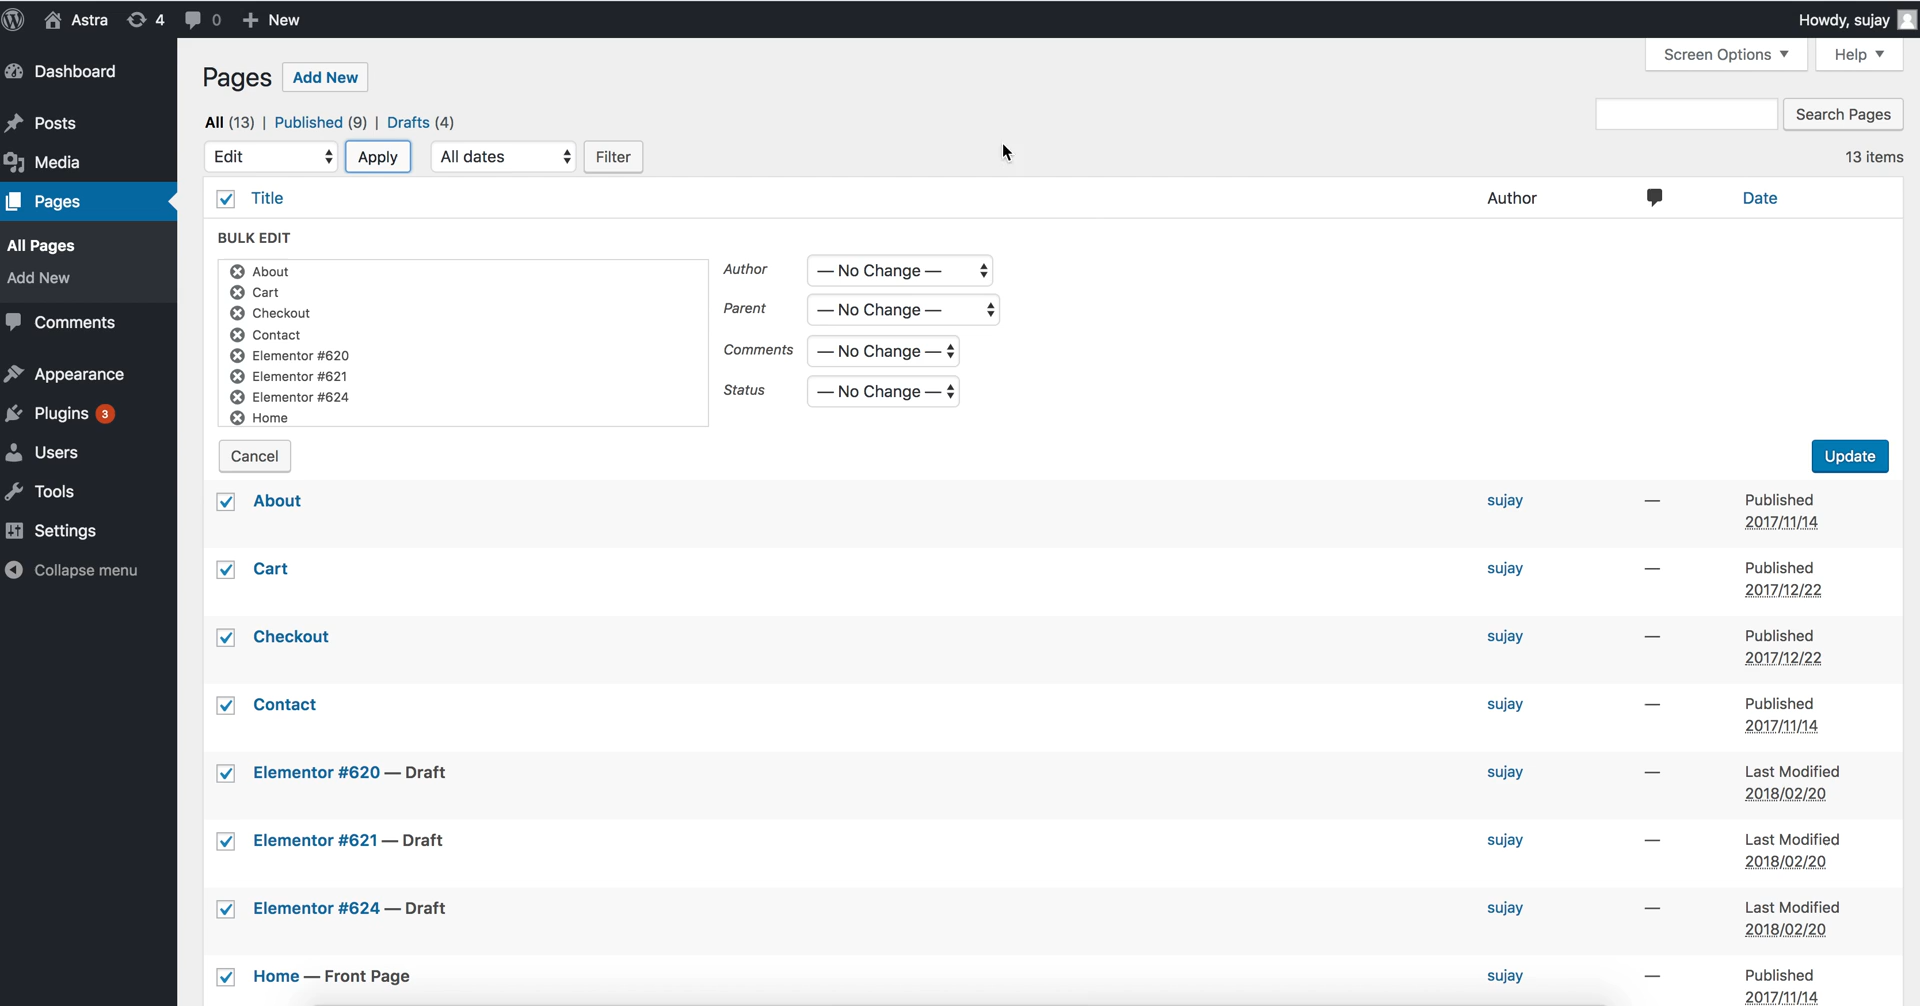 Astra 4 0 + New Howdy, sujay
Screen Options ▼ Help ▼
Dashboard
Posts
Media
Pages
All Pages
Add New
Comments
Appearance
Plugins 3
Users
Tools
Settings
Collapse menu
Pages Add New
All (13) | Published (9) | Drafts (4)
Search Pages
Edit Apply All dates Filter 13 items
Title Author Date
BULK EDIT
About
Cart
Checkout
Contact
Elementor #620
Elementor #621
Elementor #624
Home
Author — No Change —
Parent — No Change —
Comments — No Change —
Status — No Change —
Cancel Update
About sujay — Published
2017/11/14
Cart sujay — Published
2017/12/22
Checkout sujay — Published
2017/12/22
Contact sujay — Published
2017/11/14
Elementor #620 — Draft sujay — Last Modified
2018/02/20
Elementor #621 — Draft sujay — Last Modified
2018/02/20
Elementor #624 — Draft sujay — Last Modified
2018/02/20
Home — Front Page sujay — Published
2017/11/14